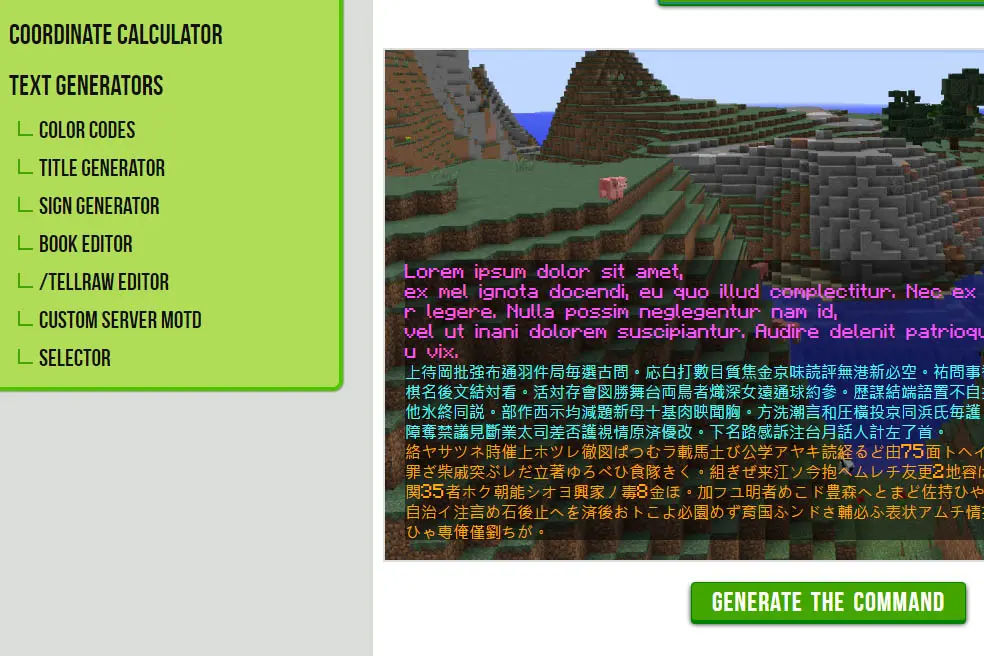 COORDINATE CALCULATOR
TEXT GENERATORS
COLOR CODES
TITLE GENERATOR
SIGN GENERATOR
BOOK EDITOR
/TELLRAW EDITOR
CUSTOM SERVER MOTD
SELECTOR
Lorem ipsum dolor sit amet,
ex mel ignota docendi, eu quo illud complectitur. Nec ex
r legere. Nulla possim neglegentur nam id,
vel ut inani dolorem suscipiantur. Audire delenit patrioqu
u vix.
上待岡批強布通羽件局毎選古問。応白打數目質焦金京味読評無港新必空。祐問事
棋名後文結対看。活対存會図勝舞台両鳥者熾深女遠通球約參。歴謀結端語置不自
他氷終同説。部作西示均減題新母十基肉映聞胸。方洗潮言和圧横投京同浜氏毎護
障奪禁議見斷業太司差否護視情原済優改。下名路感訴注台月話人計左了首。
絡ヤサツネ時催上ホツレ徹図ぱつむラ載馬土び公学アヤキ読経るど由75面トヘイ
罪ざ柴戚突ぶレだ立著ゆろべひ食隊きく。組ぎぜ来江ソ今抱ベムレチ友更2地容
関35者ホク朝能シオヨ興家ノ毒8金ほ。加フユ明者めこド豊森へとまど佐持ひや
自治イ注言め石後止へを済後おトこよ必園めず育国ふンドさ輔必ふ表状アムチ情
ひゃ専俺僅劉ちが。
GENERATE THE COMMAND